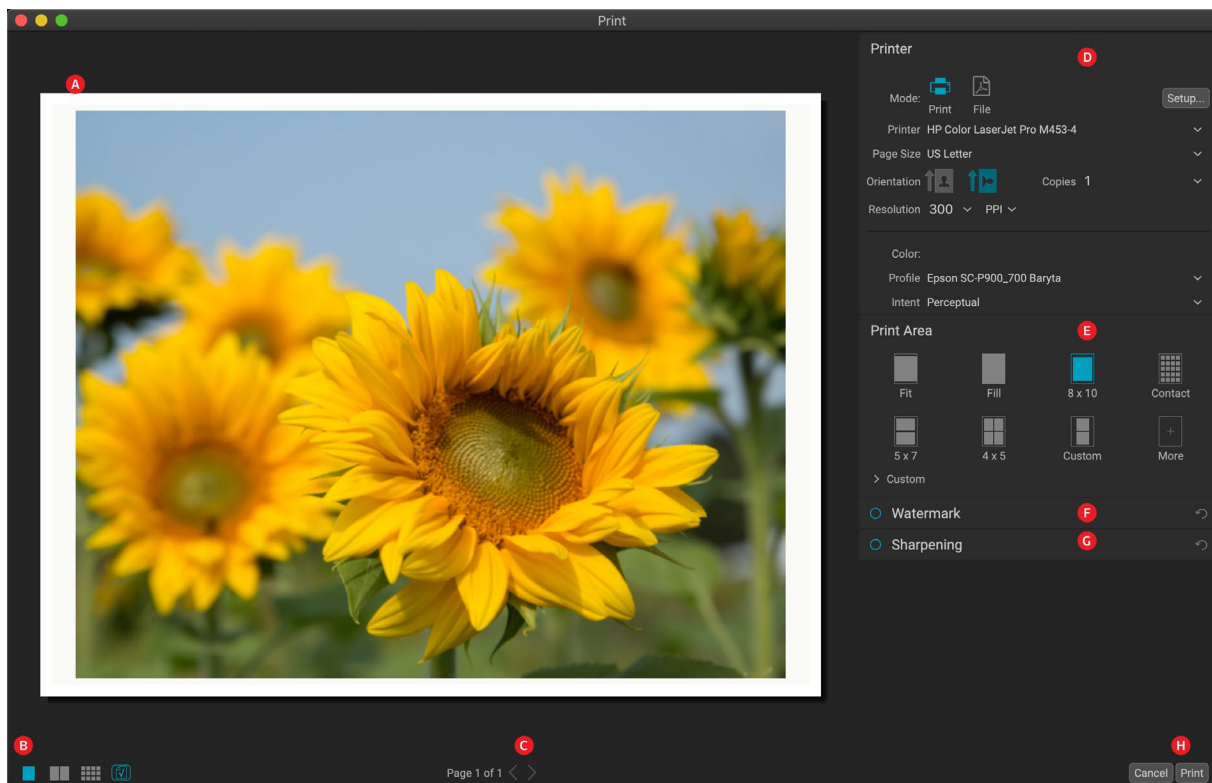 Print
A
Printer
D
Mode:
Print
File
Setup...
Printer HP Color LaserJet Pro M453-4
Page Size US Letter
Orientation
Copies 1
Resolution 300 PPI
Color:
Profile Epson SC-P900_700 Baryta
Intent Perceptual
Print Area
E
Fit
Fill
8 x 10
Contact
5 x 7
4 x 5
Custom
More
> Custom
Watermark
F
Sharpening
G
B
Page 1 of 1 < >
C
H
Cancel
Print